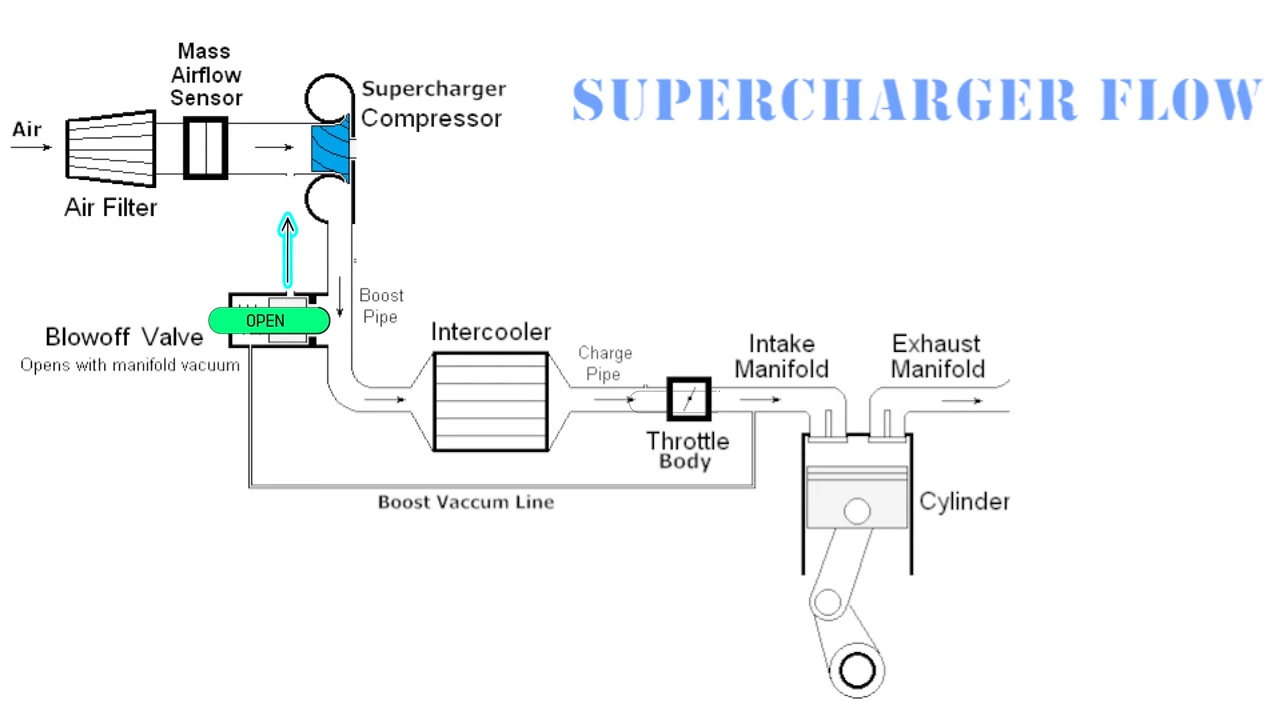 SUPERCHARGER FLOW
Mass
Airflow
Sensor
Supercharger
Compressor
Air
Air Filter
Boost
Pipe
OPEN
Blowoff Valve
Opens with manifold vacuum
Intercooler
Charge
Pipe
Throttle
Body
Intake
Manifold
Exhaust
Manifold
Boost Vaccum Line
Cylinder